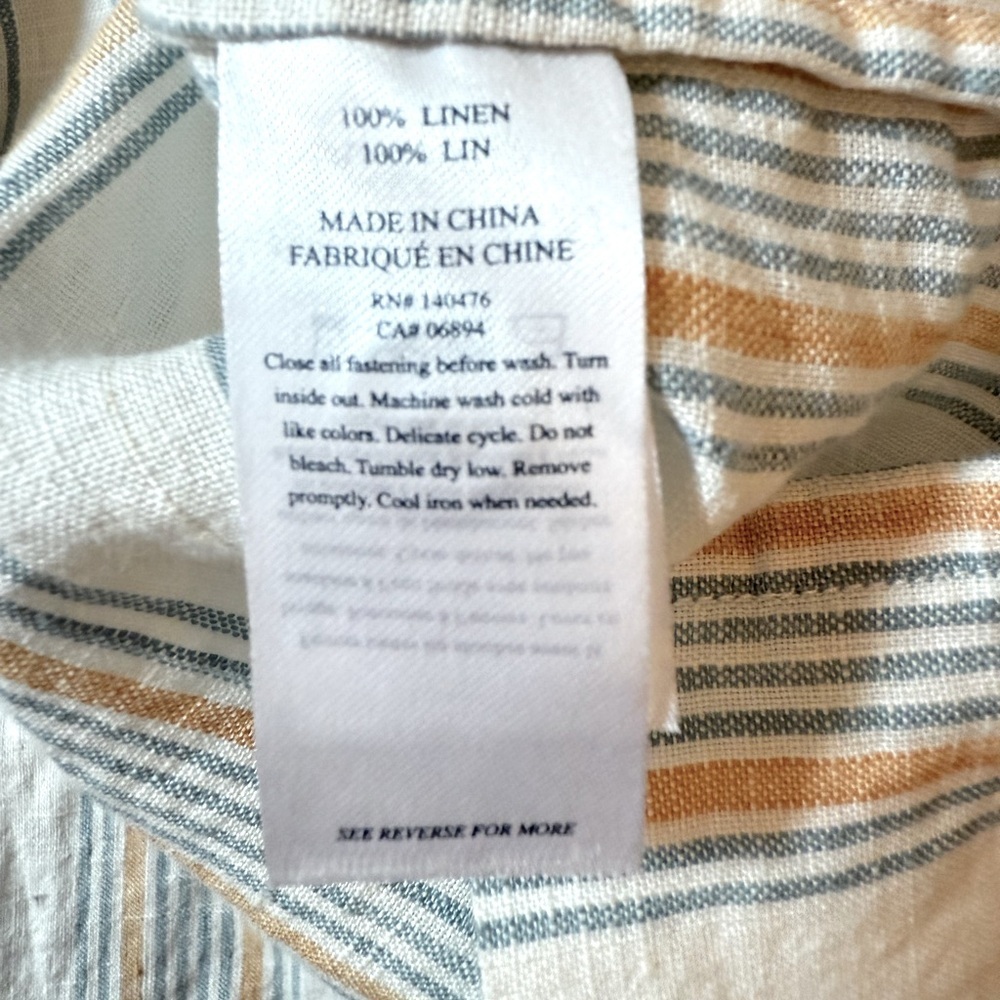 100% LINEN
100% LIN
MADE IN CHINA
FABRIQUÉ EN CHINE
RN# 140476
CA# 06894
Close all fastening before wash. Turn
inside out. Machine wash cold with
like colors. Delicate cycle. Do not
bleach. Tumble dry low. Remove
promptly. Cool iron when needed.
SEE REVERSE FOR MORE